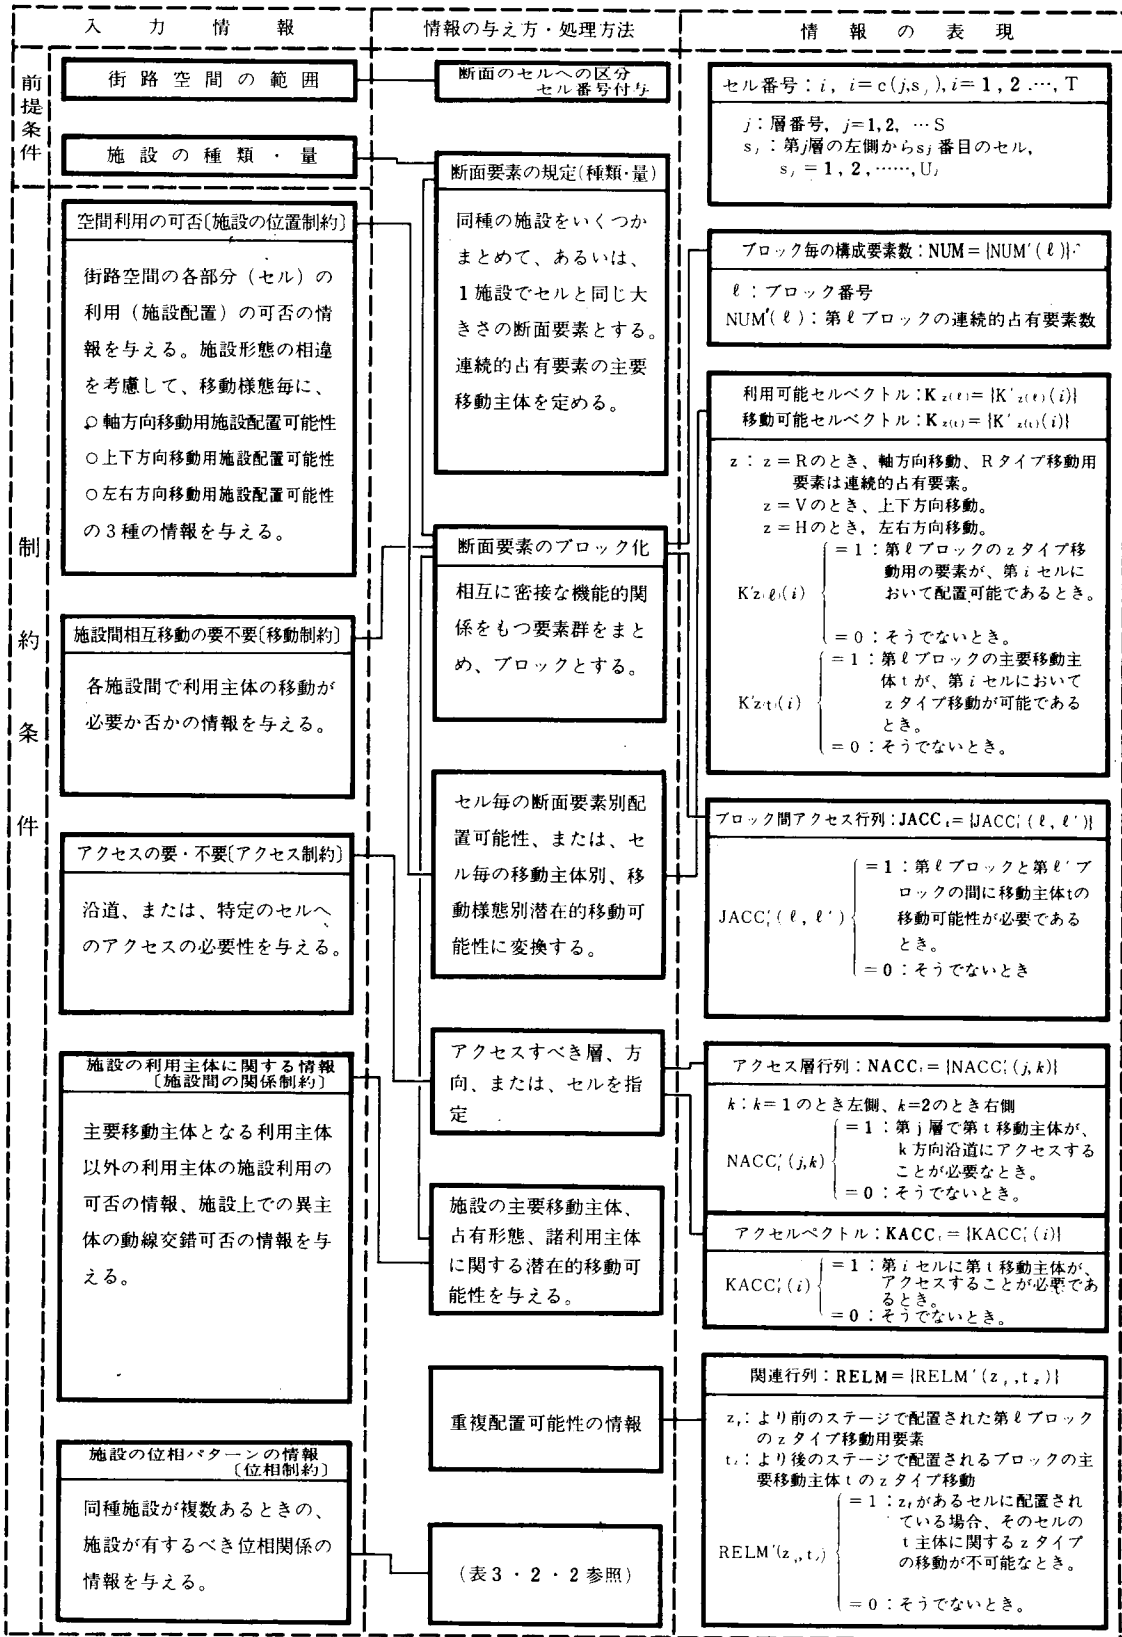 入力情報
情報の与え方・処理方法
情報の表現
前提条件
街路空間の範囲
施設の種類・量
制約条件
空間利用の可否〔施設の位置制約〕
街路空間の各部分（セル）の
利用（施設配置）の可否の情
報を与える。施設形態の相違
を考慮して、移動様態毎に、
○軸方向移動用施設配置可能性
○上下方向移動用施設配置可能性
○左右方向移動用施設配置可能性
の3種の情報を与える。
施設間相互移動の要不要〔移動制約〕
各施設間で利用主体の移動が
必要か否かの情報を与える。
アクセスの要・不要〔アクセス制約〕
沿道、または、特定のセルへ
のアクセスの必要性を与える。
施設の利用主体に関する情報
〔施設間の関係制約〕
主要移動主体となる利用主体
以外の利用主体の施設利用の
可否の情報、施設上での異主
体の動線交錯可否の情報を与
える。
施設の位相パターンの情報
〔位相制約〕
同種施設が複数あるときの、
施設が有するべき位相関係の
情報を与える。
断面のセルへの区分
セル番号付与
断面要素の規定(種類・量)
同種の施設をいくつか
まとめて、あるいは、
1施設でセルと同じ大
きさの断面要素とする。
連続的占有要素の主要
移動主体を定める。
断面要素のブロック化
相互に密接な機能的関
係をもつ要素群をまと
め、ブロックとする。
セル毎の断面要素別配
置可能性、または、セ
ル毎の移動主体別、移
動様態別潜在的移動可
能性に変換する。
アクセスすべき層、方
向、または、セルを指
定
施設の主要移動主体、
占有形態、諸利用主体
に関する潜在的移動可
能性を与える。
重複配置可能性の情報
(表3・2・2参照)
セル番号：i, i=c(j,sj), i=1, 2 …, T
j：層番号, j=1,2, …S
sj：第j層の左側からsj番目のセル,
sj = 1, 2, ……, Uj
ブロック毎の構成要素数：NUM={NUM′(ℓ)}
ℓ：ブロック番号
NUM′(ℓ)：第ℓブロックの連続的占有要素数
利用可能セルベクトル：Kz(ℓ)={K′z(ℓ)(i)}
移動可能セルベクトル：Kz(t)={K′z(t)(i)}
z：z=Rのとき、軸方向移動、Rタイプ移動用
要素は連続的占有要素。
z=Vのとき、上下方向移動。
z=Hのとき, 左右方向移動。
K′z(ℓ)(i)
=1：第ℓブロックのzタイプ移
動用の要素が、第iセルに
おいて配置可能であるとき。
=0：そうでないとき。
K′z(t)(i)
=1：第ℓブロックの主要移動主
体tが、第iセルにおいて
zタイプ移動が可能である
とき。
=0：そうでないとき。
ブロック間アクセス行列：JACCt={JACC′t(ℓ, ℓ′)}
JACC′t(ℓ, ℓ′)
=1：第ℓブロックと第ℓ′ブ
ロックの間に移動主体tの
移動可能性が必要である
とき。
=0：そうでないとき
アクセス層行列：NACCt={NACC′t(j,k)}
k：k=1のとき左側、k=2のとき右側
NACC′t(j,k)
=1：第j層で第t移動主体が、
k方向沿道にアクセスする
ことが必要なとき。
=0：そうでないとき。
アクセルベクトル：KACCt={KACC′t(i)}
KACC′t(i)
=1：第iセルに第t移動主体が、
アクセスすることが必要であ
るとき。
=0：そうでないとき。
関連行列：RELM={RELM′(zℓ,tz)}
zℓ：より前のステージで配置された第ℓブロック
のzタイプ移動用要素
tz：より後のステージで配置されるブロックの主
要移動主体tのzタイプ移動
RELM′(zℓ,tz)
=1：zℓがあるセルに配置され
ている場合、そのセルの
t主体に関するzタイプ
の移動が不可能なとき。
=0：そうでないとき。